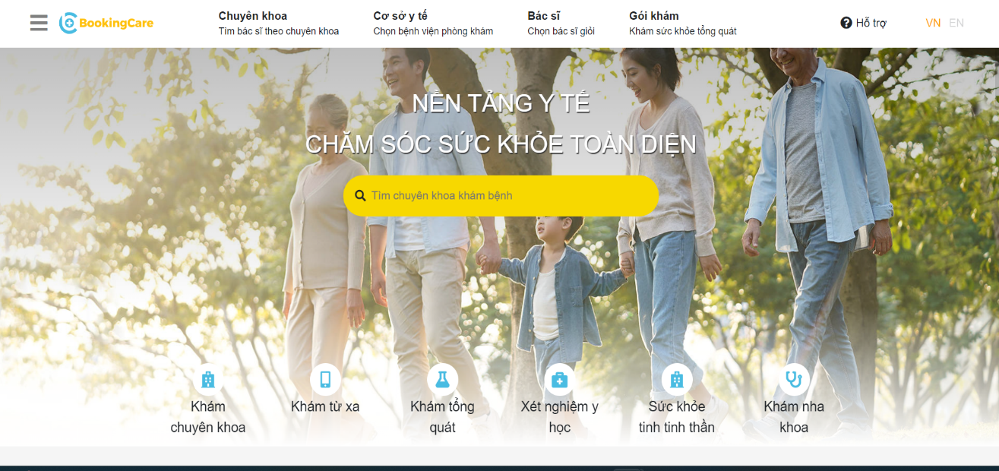 BookingCare
Chuyên khoa
Tìm bác sĩ theo chuyên khoa
Cơ sở y tế
Chọn bệnh viện phòng khám
Bác sĩ
Chọn bác sĩ giỏi
Gói khám
Khám sức khỏe tổng quát
Hỗ trợ
VN EN
NỀN TẢNG Y TẾ
CHĂM SÓC SỨC KHỎE TOÀN DIỆN
Tìm chuyên khoa khám bệnh
Khám
chuyên khoa
Khám từ xa
Khám tổng
quát
Xét nghiệm y
học
Sức khỏe
tinh tinh thần
Khám nha
khoa